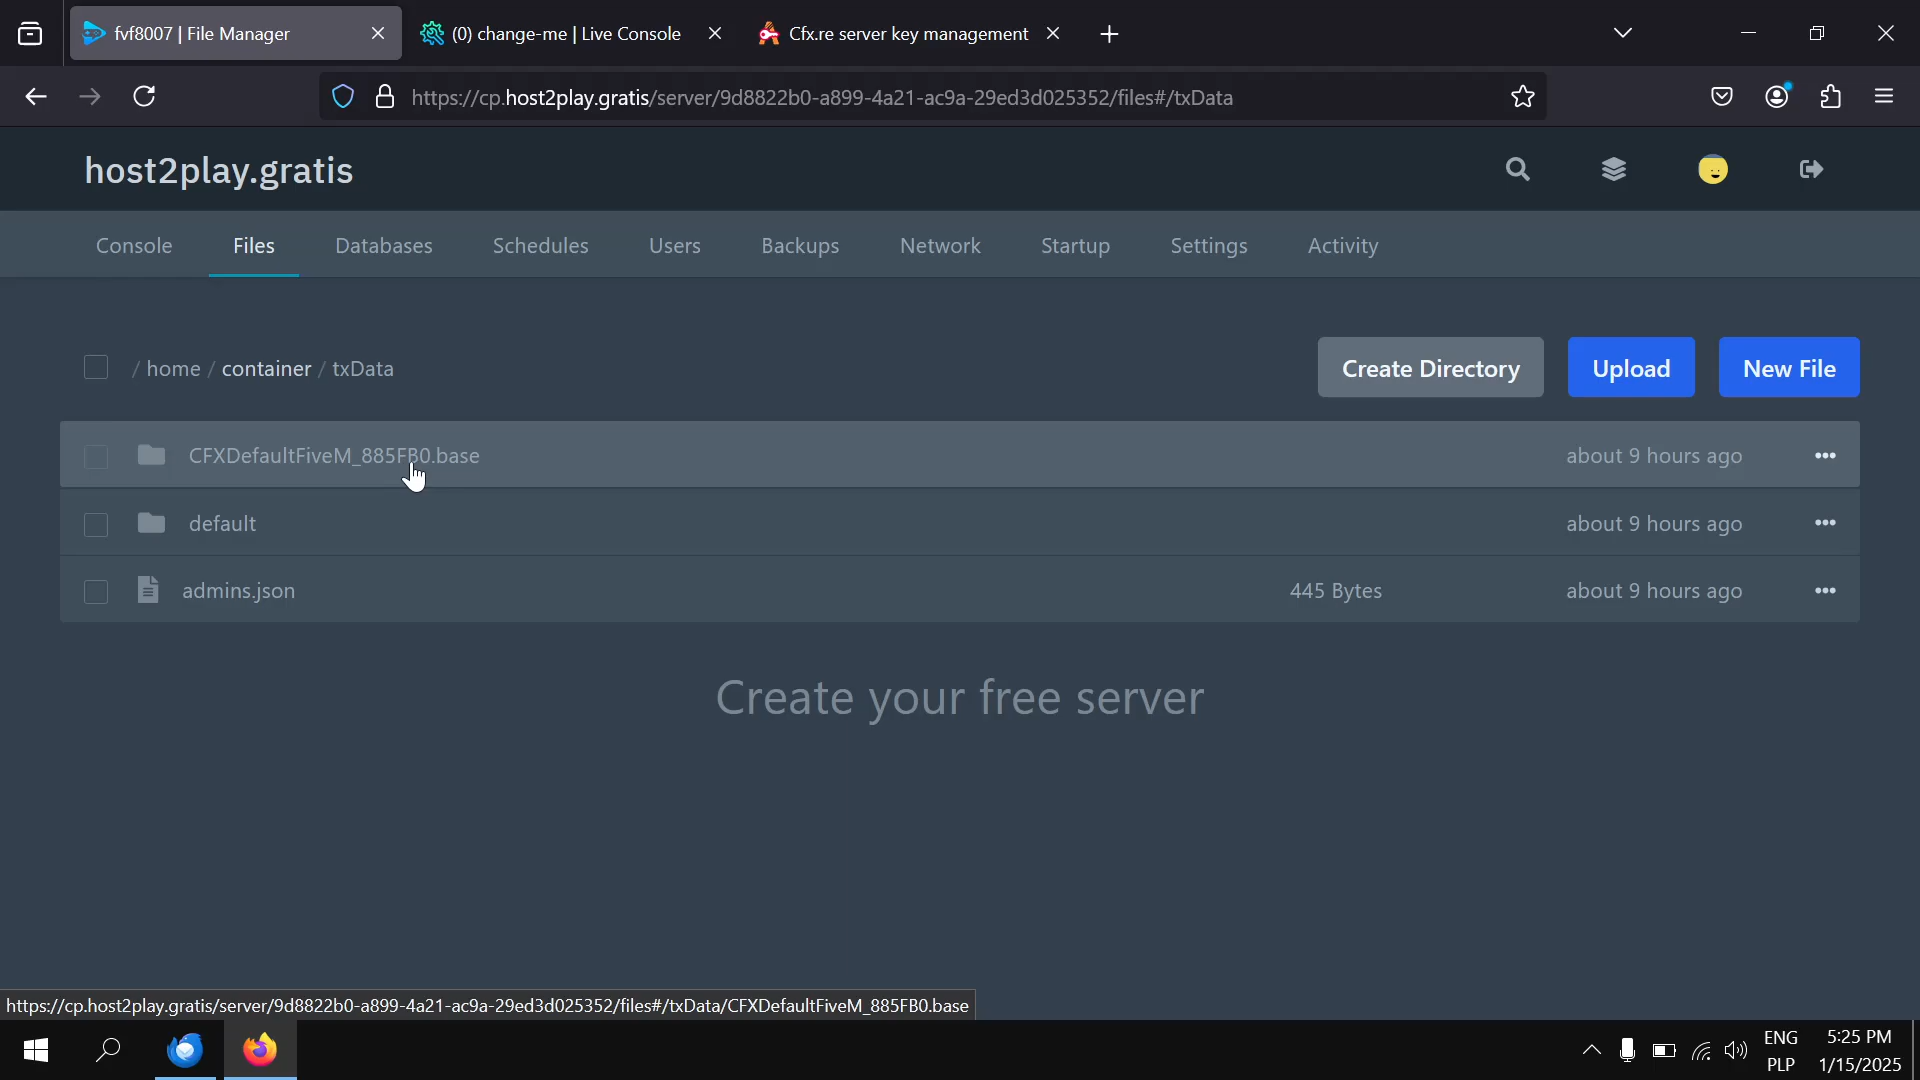 fvf8007 | File Manager
(0) change-me | Live Console
Cfx.re server key management
https://cp.host2play.gratis/server/9d8822b0-a899-4a21-ac9a-29ed3d025352/files#/txData
host2play.gratis
Console Files Databases Schedules Users Backups Network Startup Settings Activity
/ home / container / txData
Create Directory
Upload
New File
CFXDefaultFiveM_885FB0.base about 9 hours ago
default about 9 hours ago
admins.json 445 Bytes about 9 hours ago
Create your free server
https://cp.host2play.gratis/server/9d8822b0-a899-4a21-ac9a-29ed3d025352/files#/txData/CFXDefaultFiveM_885FB0.base
ENG 5:25 PM
PLP 1/15/2025